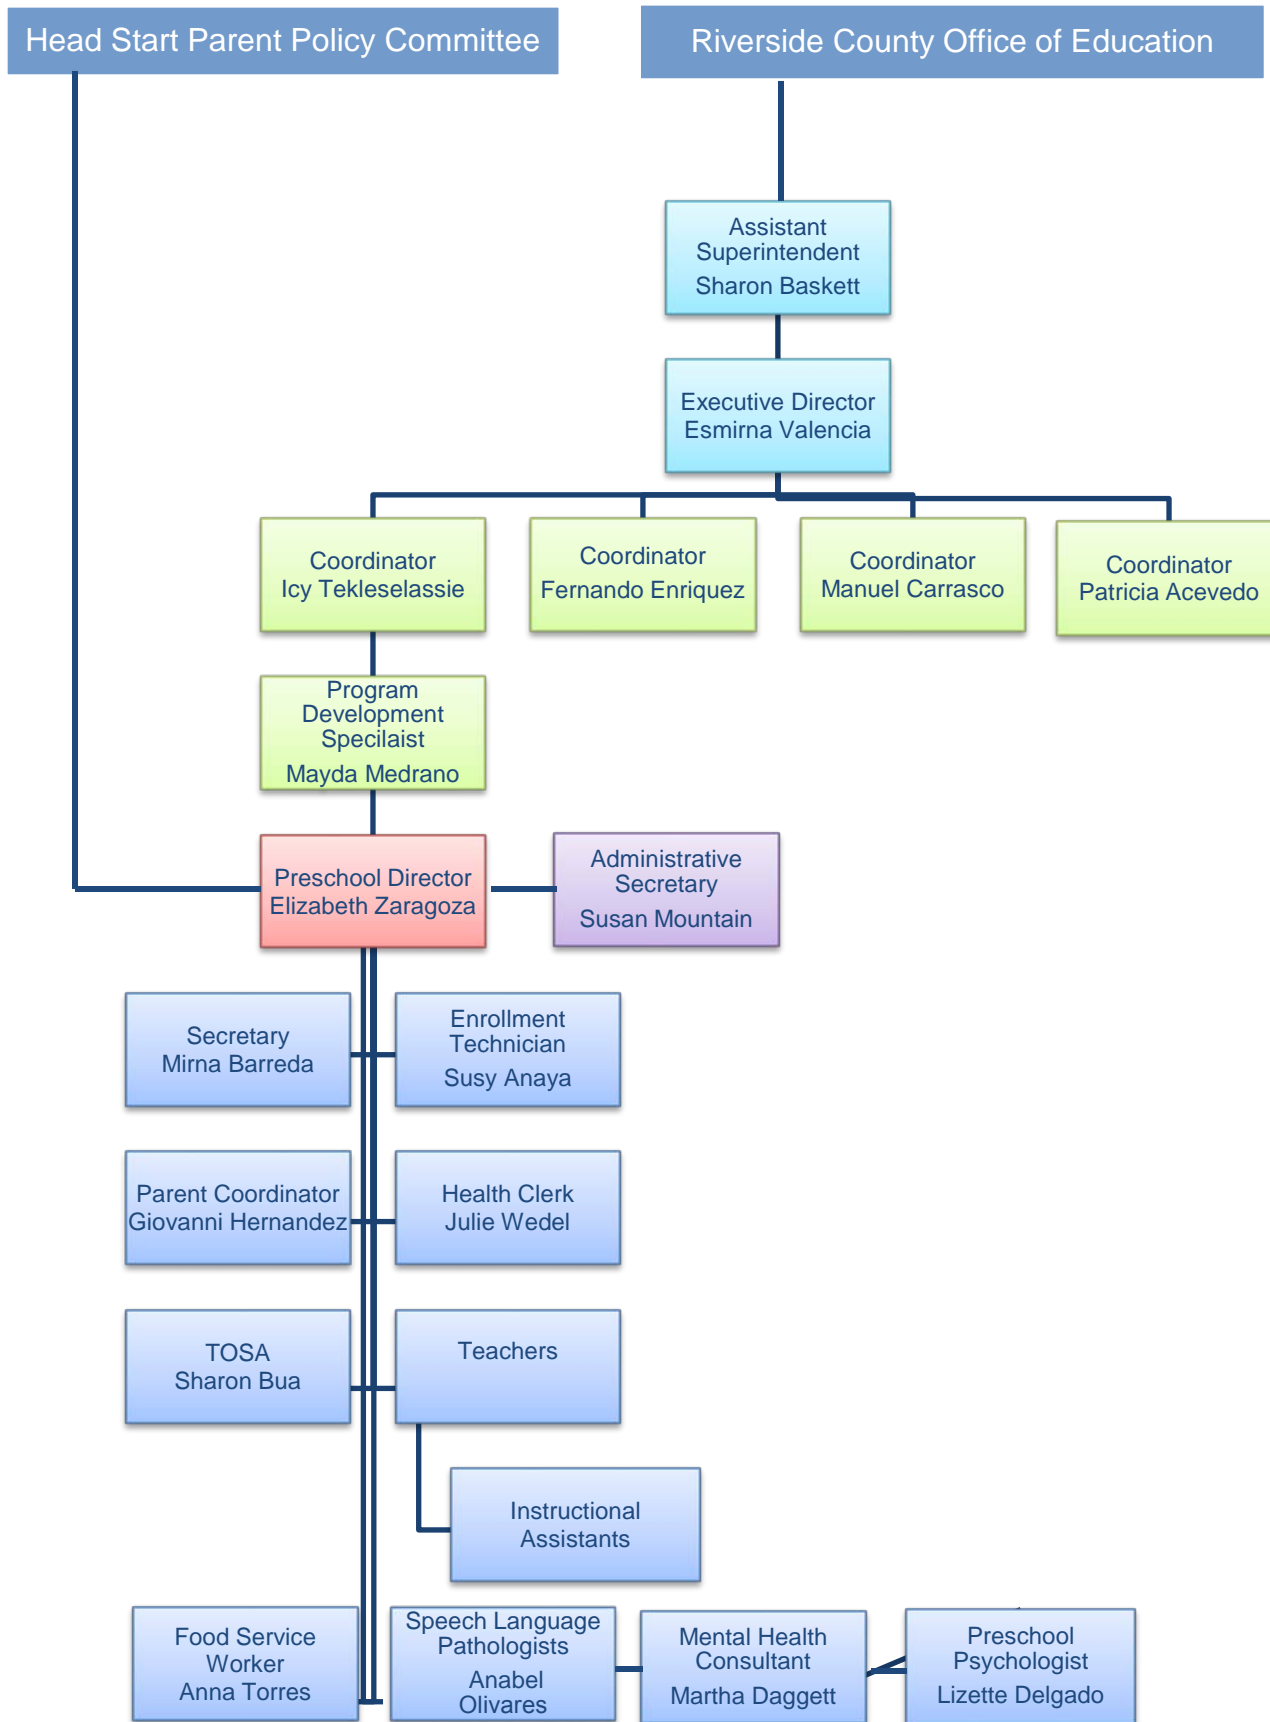 Head Start Parent Policy Committee
Riverside County Office of Education
Assistant
Superintendent
Sharon Baskett
Executive Director
Esmirna Valencia
Coordinator
Icy Tekleselassie
Coordinator
Fernando Enriquez
Coordinator
Manuel Carrasco
Coordinator
Patricia Acevedo
Program
Development
Specilaist
Mayda Medrano
Preschool Director
Elizabeth Zaragoza
Administrative
Secretary
Susan Mountain
Secretary
Mirna Barreda
Enrollment
Technician
Susy Anaya
Parent Coordinator
Giovanni Hernandez
Health Clerk
Julie Wedel
TOSA
Sharon Bua
Teachers
Instructional
Assistants
Food Service
Worker
Anna Torres
Speech Language
Pathologists
Anabel
Olivares
Mental Health
Consultant
Martha Daggett
Preschool
Psychologist
Lizette Delgado